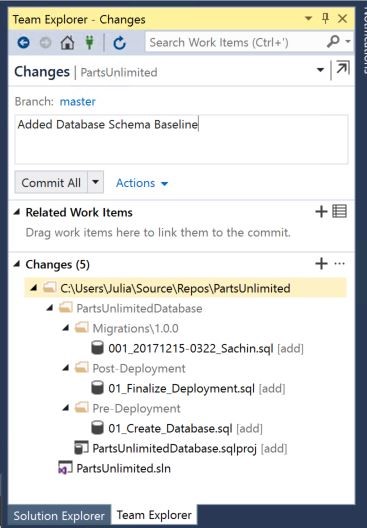 Team Explorer - Changes
Search Work Items (Ctrl+')
Changes | PartsUnlimited
Branch: master
Added Database Schema Baseline
Commit All Actions
Related Work Items
Drag work items here to link them to the commit.
Changes (5)
C:\Users\Julia\Source\Repos\PartsUnlimited
PartsUnlimitedDatabase
Migrations\1.0.0
001_20171215-0322_Sachin.sql [add]
Post-Deployment
01_Finalize_Deployment.sql [add]
Pre-Deployment
01_Create_Database.sql [add]
PartsUnlimitedDatabase.sqlproj [add]
PartsUnlimited.sln
Solution Explorer Team Explorer
Notifications